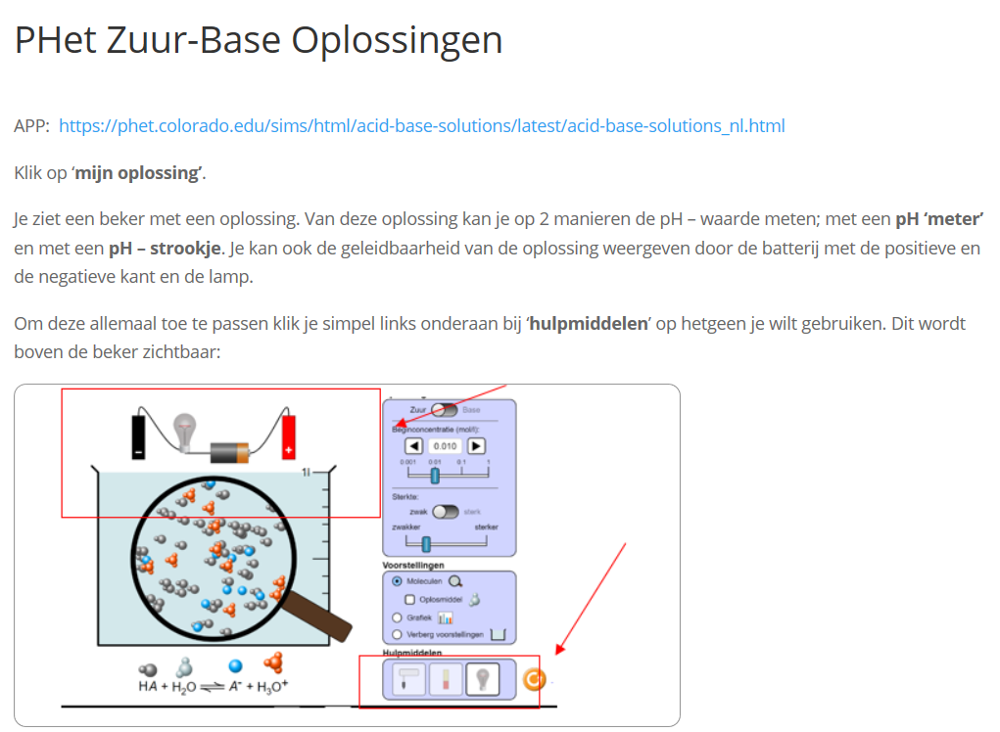 PHet Zuur-Base Oplossingen
APP: https://phet.colorado.edu/sims/html/acid-base-solutions/latest/acid-base-solutions_nl.html
Klik op ‘mijn oplossing’.
Je ziet een beker met een oplossing. Van deze oplossing kan je op 2 manieren de pH – waarde meten; met een pH ‘meter’
en met een pH – strookje. Je kan ook de geleidbaarheid van de oplossing weergeven door de batterij met de positieve en
de negatieve kant en de lamp.
Om deze allemaal toe te passen klik je simpel links onderaan bij ‘hulpmiddelen’ op hetgeen je wilt gebruiken. Dit wordt
boven de beker zichtbaar:
Zuur Base
Beginconcentratie (mol/l):
0.010
0.001 0.01 0.1 1
1l
Sterkte:
zwak sterk
zwakker sterker
Voorstellingen
Moleculen
Oplosmiddel
Grafiek
Verberg voorstellingen
Hulpmiddelen
HA + H₂O ⇌ A⁻ + H₃O⁺